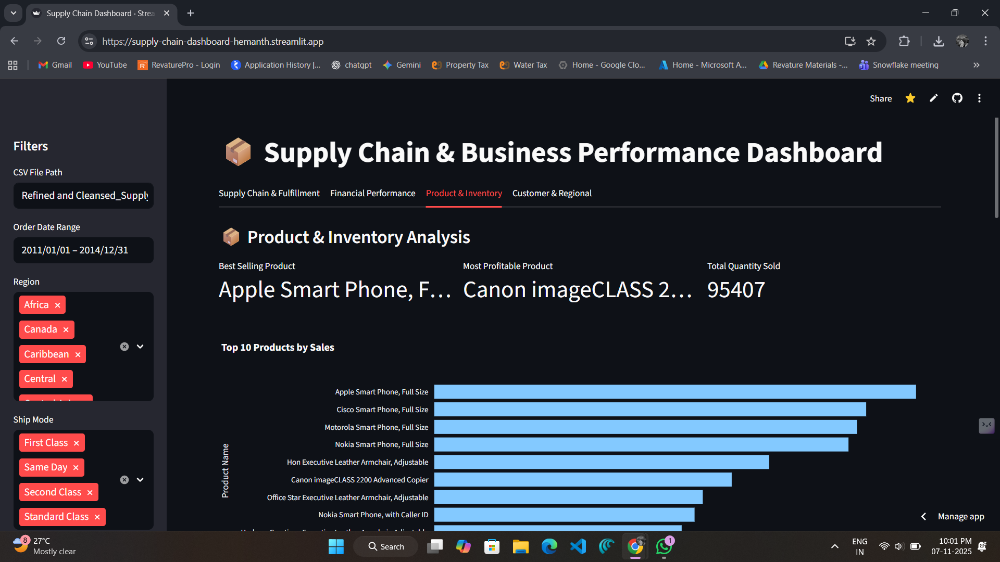 Supply Chain Dashboard · Strea
https://supply-chain-dashboard-hemanth.streamlit.app
Gmail
YouTube
RevaturePro - Login
Application History |...
chatgpt
Gemini
Property Tax
Water Tax
Home - Google Clo...
Home - Microsoft A...
Revature Materials -...
Snowflake meeting
Share
Filters
CSV File Path
Refined and Cleansed_Supply
Order Date Range
2011/01/01 – 2014/12/31
Region
Africa
Canada
Caribbean
Central
Ship Mode
First Class
Same Day
Second Class
Standard Class
Supply Chain & Business Performance Dashboard
Supply Chain & Fulfillment
Financial Performance
Product & Inventory
Customer & Regional
Product & Inventory Analysis
Best Selling Product
Apple Smart Phone, F...
Most Profitable Product
Canon imageCLASS 2...
Total Quantity Sold
95407
Top 10 Products by Sales
Product Name
Apple Smart Phone, Full Size
Cisco Smart Phone, Full Size
Motorola Smart Phone, Full Size
Nokia Smart Phone, Full Size
Hon Executive Leather Armchair, Adjustable
Canon imageCLASS 2200 Advanced Copier
Office Star Executive Leather Armchair, Adjustable
Nokia Smart Phone, with Caller ID
Manage app
8
27°C
Mostly clear
Search
1
ENG
IN
10:01 PM
07-11-2025